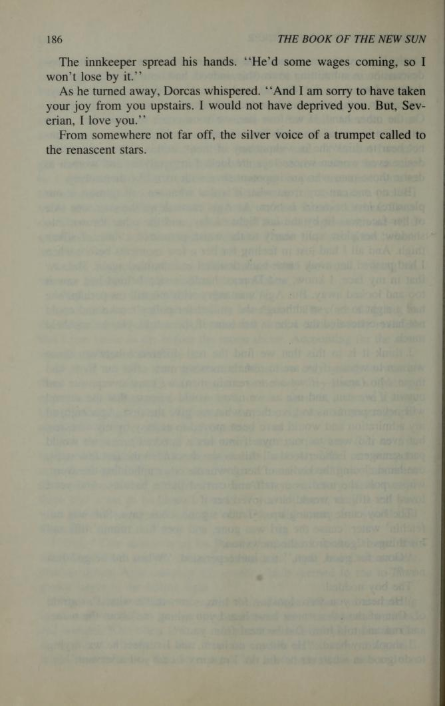 186 THE BOOK OF THE NEW SUN
The innkeeper spread his hands. “He’d some wages coming, so I
won’t lose by it.”
As he turned away, Dorcas whispered. “And I am sorry to have taken
your joy from you upstairs. I would not have deprived you. But, Sev-
erian, I love you.”
From somewhere not far off, the silver voice of a trumpet called to
the renascent stars.